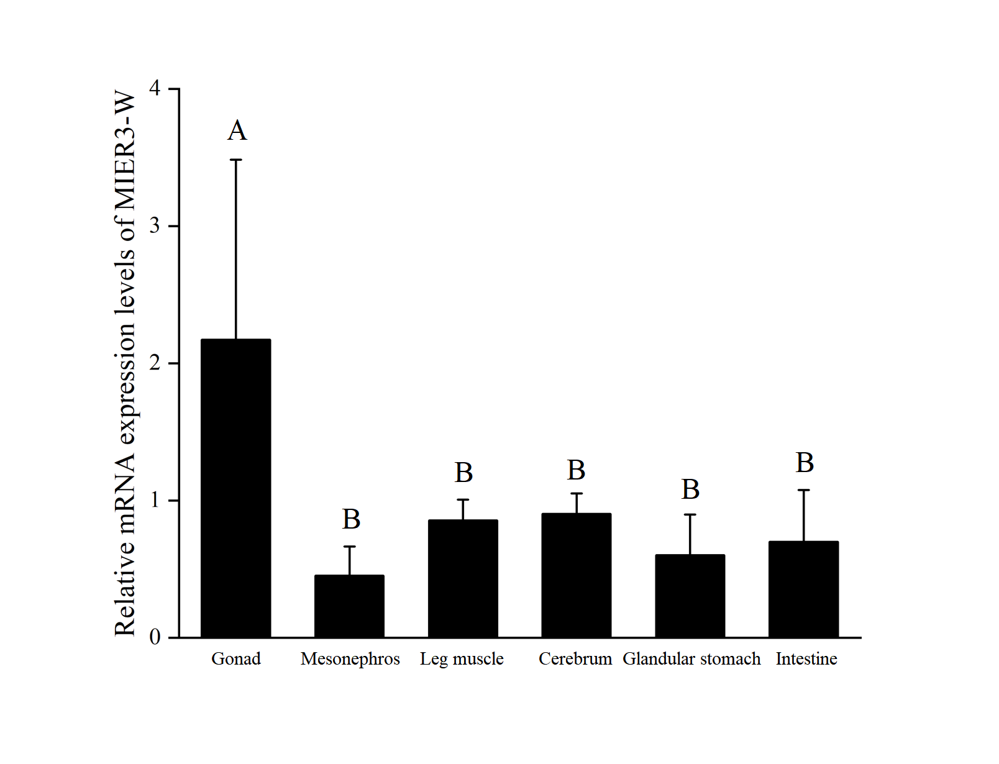 Relative mRNA expression levels of MIER3-W
4
3
2
1
0
A
B
B
B
B
B
Gonad Mesonephros Leg muscle Cerebrum Glandular stomach Intestine